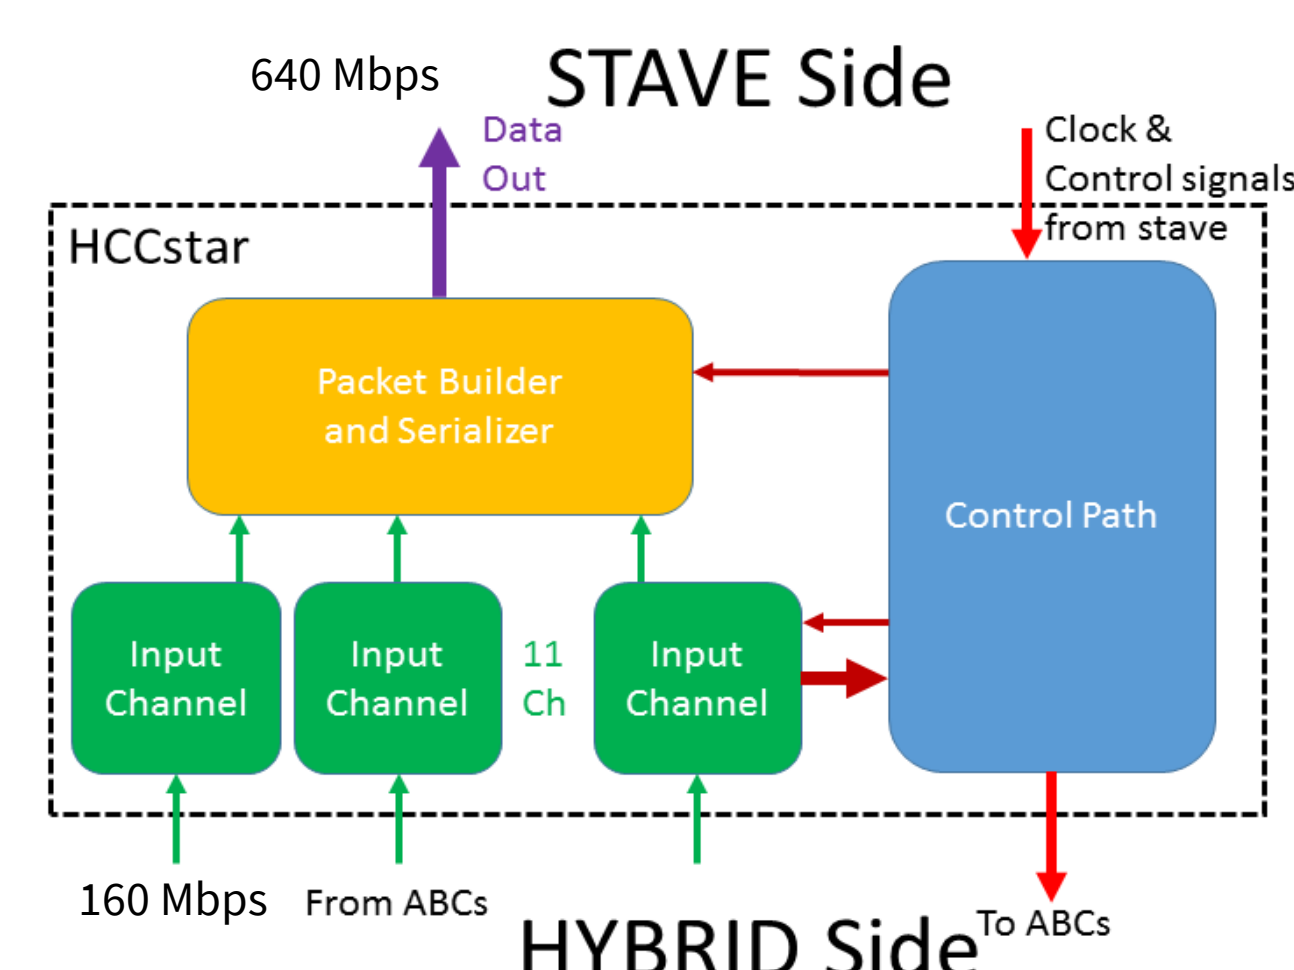 640 Mbps
STAVE Side
Data
Out
Clock &
Control signals
from stave
HCCstar
Packet Builder
and Serializer
Control Path
Input
Channel
Input
Channel
11
Ch
Input
Channel
160 Mbps
From ABCs
To ABCs
HYBRID Side